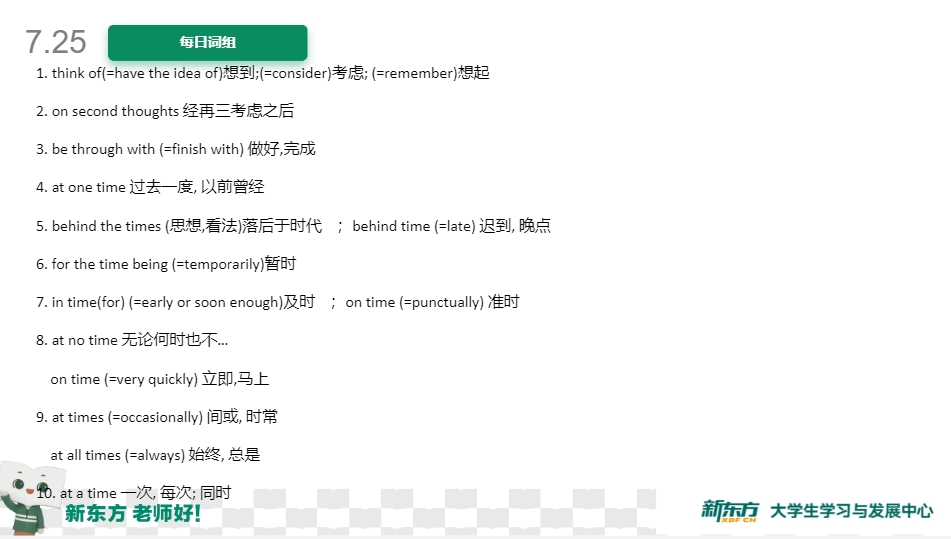 7.25
每日词组
1. think of(=have the idea of)想到;(=consider)考虑; (=remember)想起
2. on second thoughts 经再三考虑之后
3. be through with (=finish with) 做好,完成
4. at one time 过去一度, 以前曾经
5. behind the times (思想,看法)落后于时代 ；behind time (=late) 迟到, 晚点
6. for the time being (=temporarily)暂时
7. in time(for) (=early or soon enough)及时 ；on time (=punctually) 准时
8. at no time 无论何时也不…
on time (=very quickly) 立即,马上
9. at times (=occasionally) 间或, 时常
at all times (=always) 始终, 总是
10. at a time 一次, 每次; 同时
新东方 老师好!
新东方 XDF.CN 大学生学习与发展中心